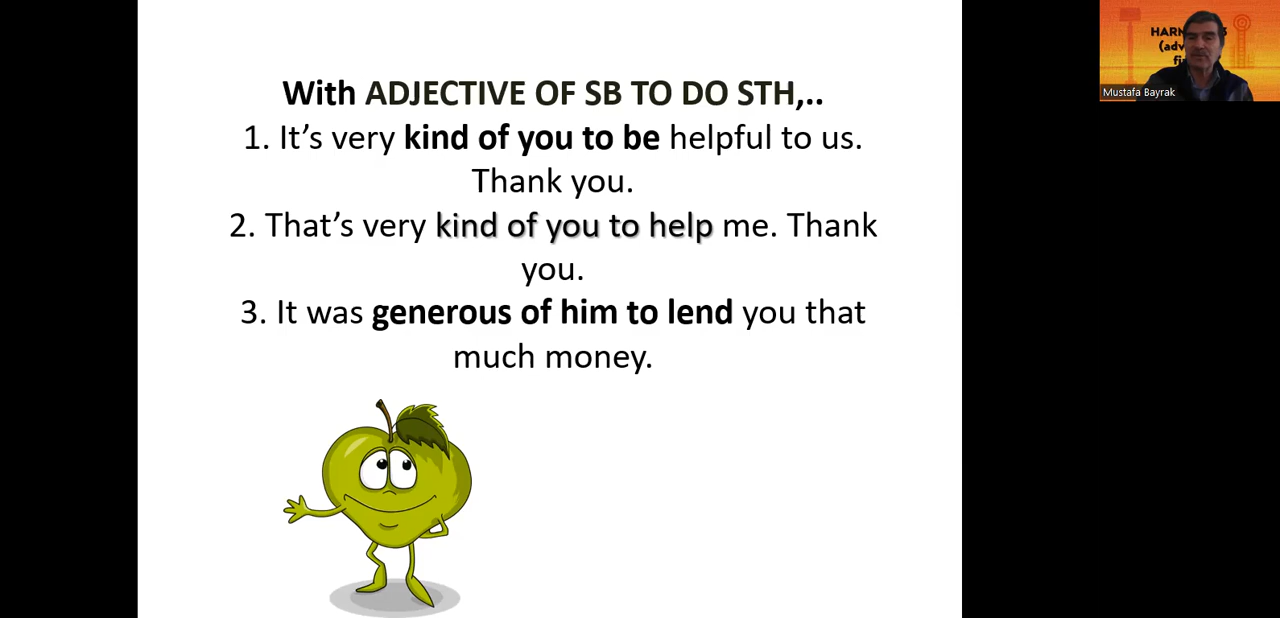 With ADJECTIVE OF SB TO DO STH,..
1. It’s very kind of you to be helpful to us.
Thank you.
2. That’s very kind of you to help me. Thank
you.
3. It was generous of him to lend you that
much money.
Mustafa Bayrak